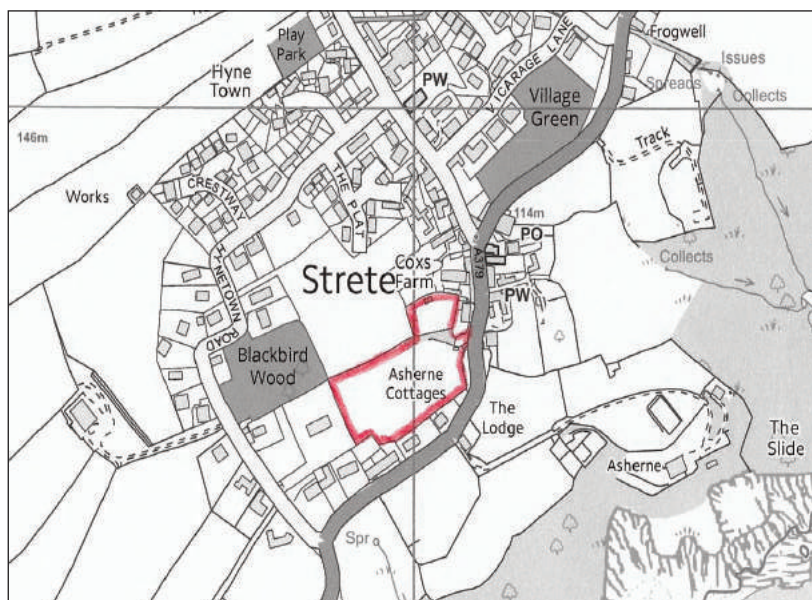 Frogwell
Play
Park
Issues
Hyne
Town
PW
VICARAGE LANE
Spreads
Collects
Village
Green
146m
Track
Works
CRESTWAY
THE PLAT
114m
PO
Collects
HYNETOWN ROAD
Strete
Coxs
Farm
A379
PW
Blackbird
Wood
Asherne
Cottages
The
Lodge
The
Slide
Asherne
Spr